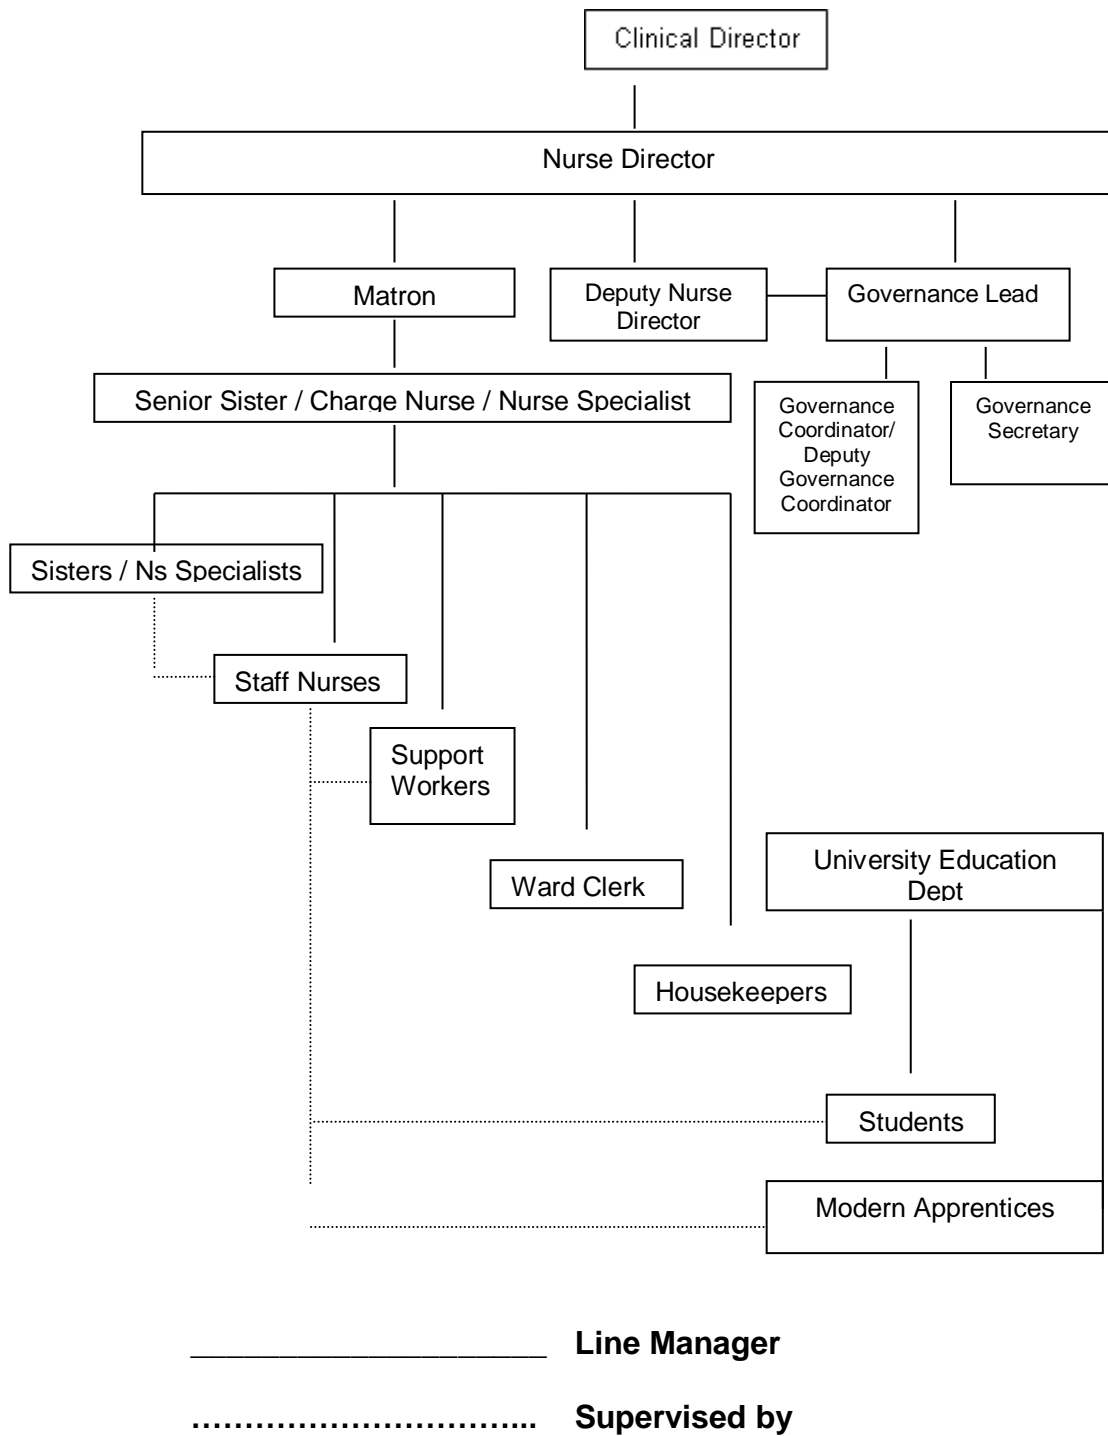 Clinical Director
Nurse Director
Matron
Deputy Nurse
Director
Governance Lead
Senior Sister / Charge Nurse / Nurse Specialist
Governance
Coordinator/
Deputy
Governance
Coordinator
Governance
Secretary
Sisters / Ns Specialists
Staff Nurses
Support
Workers
Ward Clerk
University Education
Dept
Housekeepers
Students
Modern Apprentices
____________________ Line Manager
................................ Supervised by